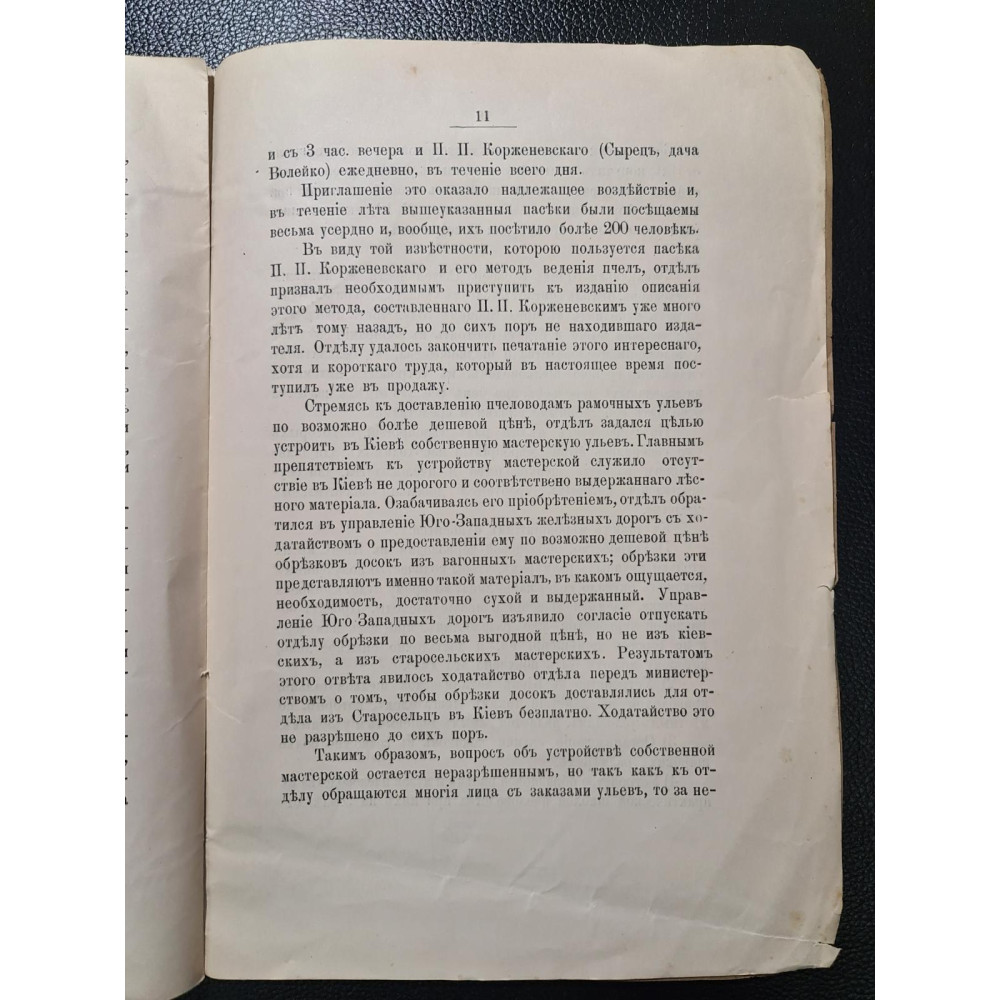 11
и съ 3 час. вечера и П. П. Корженевскаго (Сырецъ, дача
Волейко) ежедневно, въ теченіе всего дня.
Приглашеніе это оказало надлежащее воздѣйствіе и,
въ теченіе лѣта вышеуказанныя пасѣки были посѣщаемы
весьма усердно и, вообще, ихъ посѣтило болѣе 200 человѣкъ.
Въ виду той извѣстности, которою пользуется пасѣка
П. П. Корженевскаго и его методъ веденія пчелъ, отдѣлъ
призналъ необходимымъ приступить къ изданію описанія
этого метода, составленнаго П. П. Корженевскимъ уже много
лѣтъ тому назадъ, но до сихъ поръ не находившаго изда-
теля. Отдѣлу удалось закончить печатаніе этого интереснаго,
хотя и короткаго труда, который въ настоящее время пос-
тупилъ уже въ продажу.
Стремясь къ доставленію пчеловодамъ рамочныхъ ульевъ
по возможно болѣе дешевой цѣнѣ, отдѣлъ задался цѣлью
устроить въ Кіевѣ собственную мастерскую ульевъ. Главнымъ
препятствіемъ къ устройству мастерской служило отсут-
ствіе въ Кіевѣ не дорогого и соотвѣтствено выдержаннаго лѣс-
ного матеріала. Озабачиваясь его пріобрѣтеніемъ, отдѣлъ обра-
тился въ управленіе Юго-Западныхъ желѣзныхъ дорогъ съ хо-
датайствомъ о предоставленіи ему по возможно дешевой цѣнѣ
обрѣзковъ досокъ изъ вагонныхъ мастерскихъ; обрѣзки эти
представляютъ именно такой матеріалъ, въ какомъ ощущается,
необходимость, достаточно сухой и выдержанный. Управ-
леніе Юго-Западныхъ дорогъ изъявило согласіе отпускать
отдѣлу обрѣзки по весьма выгодной цѣнѣ, но не изъ кіев-
скихъ, а изъ старосельскихъ мастерскихъ. Результатомъ
этого отвѣта явилось ходатайство отдѣла передъ министер-
ствомъ о томъ, чтобы обрѣзки досокъ доставлялись для от-
дѣла изъ Старосельцъ въ Кіевъ безплатно. Ходатайство это
не разрѣшено до сихъ поръ.
Такимъ образомъ, вопросъ объ устройствѣ собственной
мастерской остается неразрѣшеннымъ, но такъ какъ къ от-
дѣлу обращаются многія лица съ заказами ульевъ, то за не-